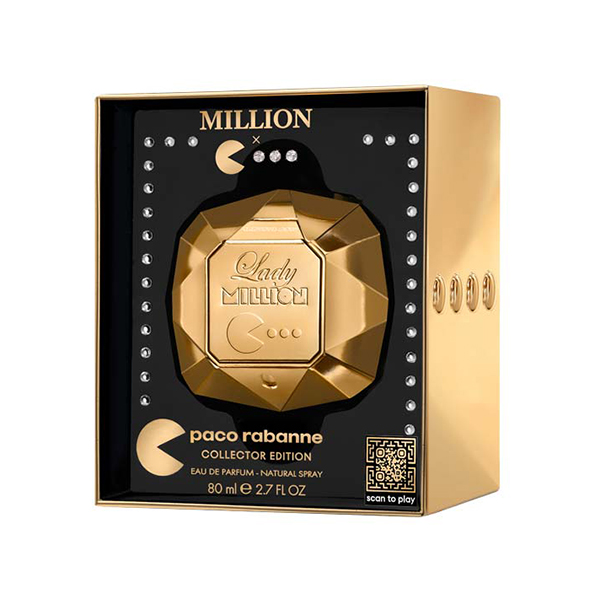 MILLION
×
Lady
MILLION
paco rabanne
COLLECTOR EDITION
EAU DE PARFUM - NATURAL SPRAY
80 ml ℮ 2.7 FL OZ
scan to play